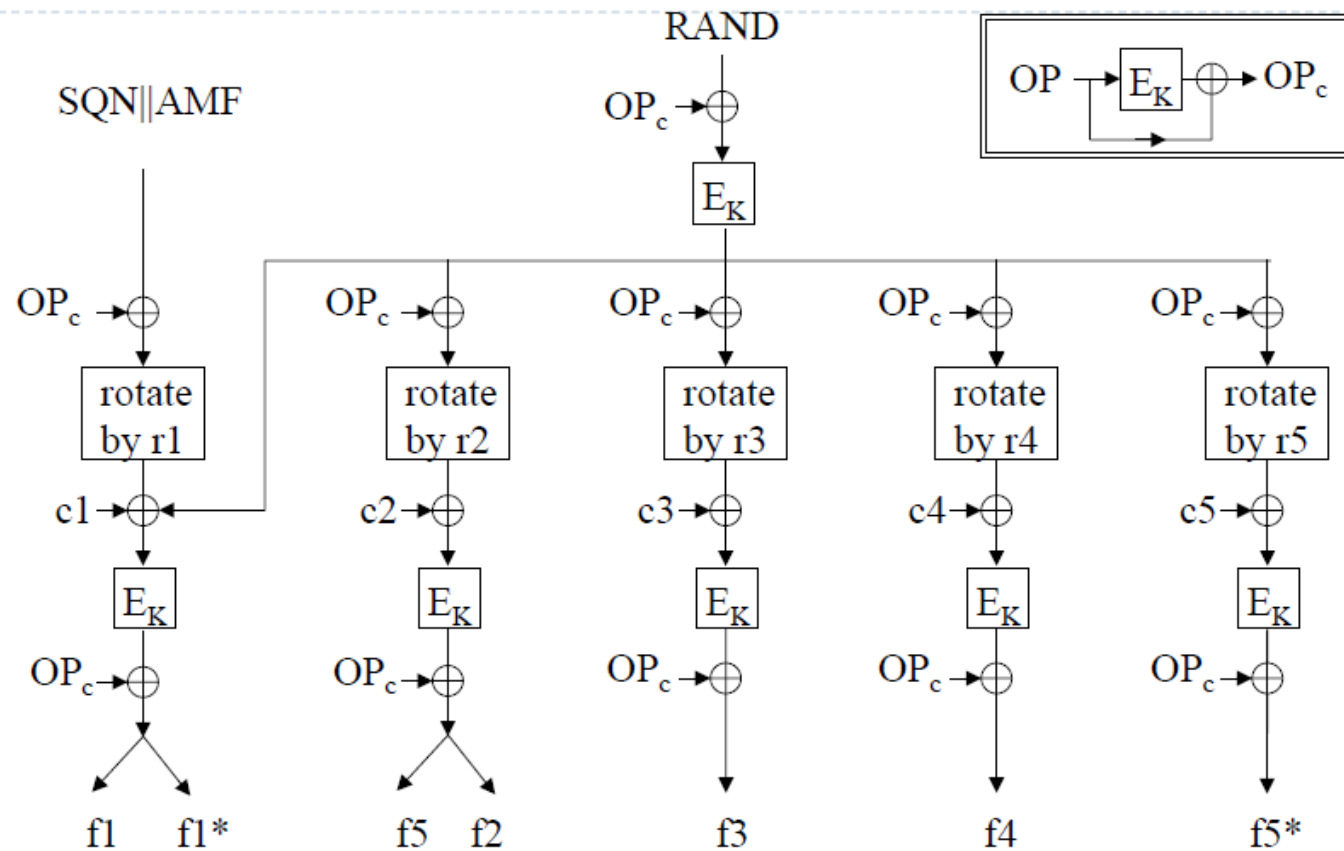 RAND
OP E_K OP_c
SQN||AMF
OP_c
E_K
OP_c OP_c OP_c OP_c OP_c
rotate rotate rotate rotate rotate
by r1 by r2 by r3 by r4 by r5
c1 c2 c3 c4 c5
E_K E_K E_K E_K E_K
OP_c OP_c OP_c OP_c OP_c
f1 f1* f5 f2 f3 f4 f5*